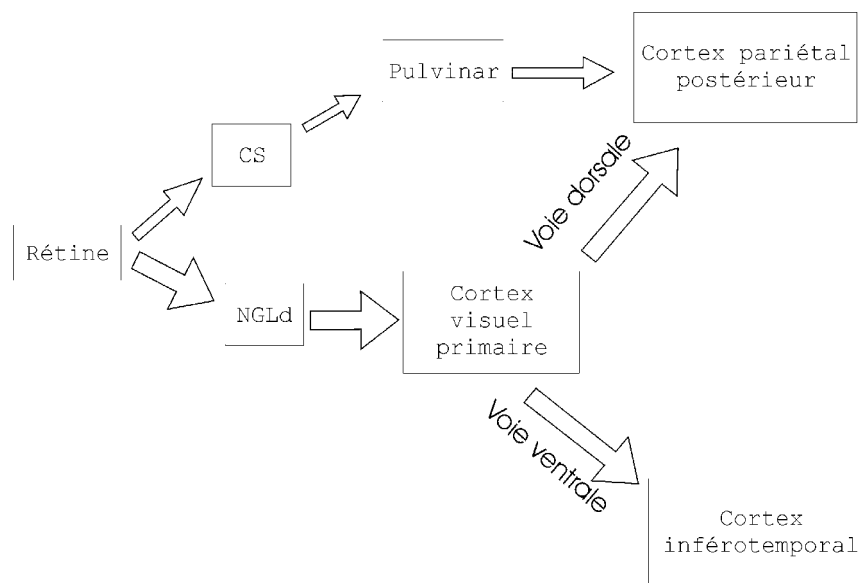 Cortex pariétal
postérieur
Pulvinar
CS
Voie dorsale
Rétine
NGLd
Cortex
visuel
primaire
Voie ventrale
Cortex
inférotemporal